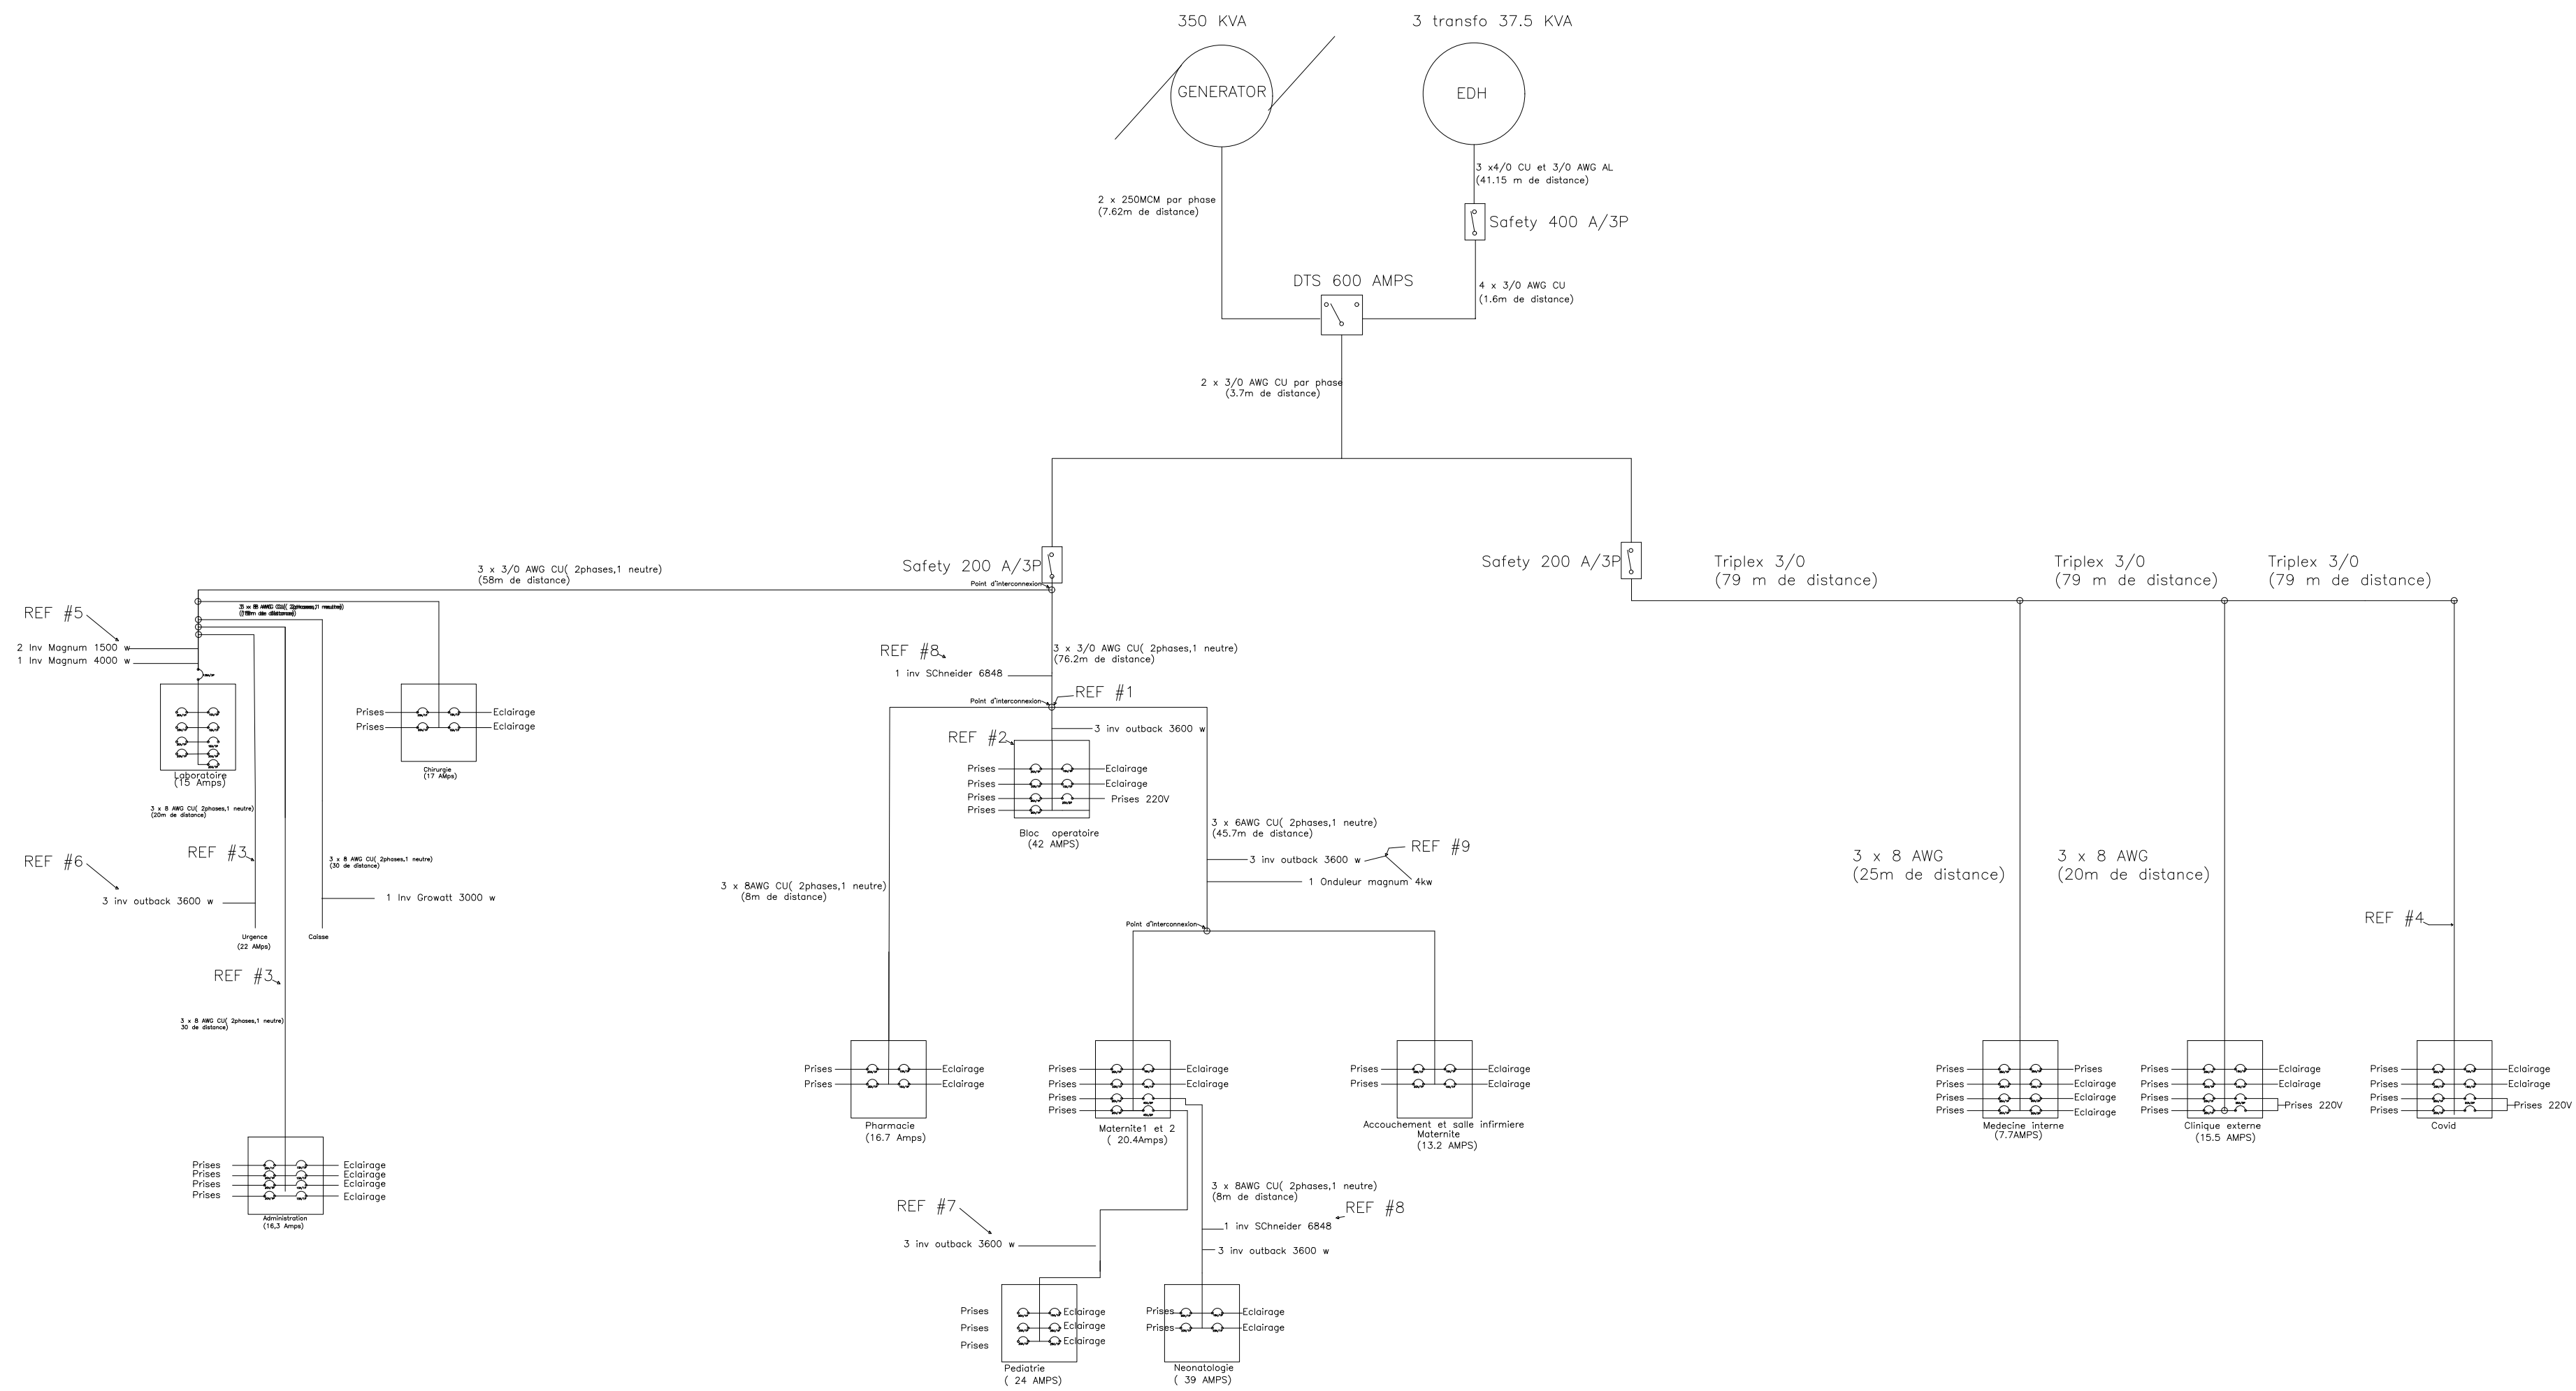 350 KVA
3 transfo 37.5 KVA
GENERATOR
EDH
3 x4/0 CU et 3/0 AWG AL
(41.15 m de distance)
2 x 250MCM par phase
(7.62m de distance)
Safety 400 A/3P
DTS 600 AMPS
4 x 3/0 AWG CU
(1.6m de distance)
2 x 3/0 AWG CU par phase
(3.7m de distance)
Safety 200 A/3P
Point d'interconnexion
3 x 3/0 AWG CU( 2phases,1 neutre)
(58m de distance)
Safety 200 A/3P
Triplex 3/0
(79 m de distance)
Triplex 3/0
(79 m de distance)
Triplex 3/0
(79 m de distance)
REF #5
2 Inv Magnum 1500 w
1 Inv Magnum 4000 w
Laboratoire
(15 Amps)
Prises
Eclairage
Prises
Eclairage
Chirurgie
(17 AMps)
3 x 8 AWG CU( 2phases,1 neutre)
(20m de distance)
REF #3
REF #6
3 inv outback 3600 w
3 x 8 AWG CU( 2phases,1 neutre)
(30 de distance)
1 Inv Growatt 3000 w
Urgence
(22 AMps)
Caisse
REF #3
3 x 8 AWG CU( 2phases,1 neutre)
30 de distance)
Prises
Eclairage
Prises
Eclairage
Prises
Eclairage
Prises
Eclairage
Administration
(16,3 Amps)
REF #8
1 inv SChneider 6848
3 x 3/0 AWG CU( 2phases,1 neutre)
(76.2m de distance)
Point d'interconnexion
REF #1
3 inv outback 3600 w
REF #2
Prises
Eclairage
Prises
Eclairage
Prises
Prises 220V
Prises
Bloc operatoire
(42 AMPS)
3 x 8AWG CU( 2phases,1 neutre)
(8m de distance)
3 x 6AWG CU( 2phases,1 neutre)
(45.7m de distance)
REF #9
3 inv outback 3600 w
1 Onduleur magnum 4kw
Point d'interconnexion
Prises
Eclairage
Prises
Eclairage
Pharmacie
(16.7 Amps)
Prises
Eclairage
Prises
Eclairage
Prises
Prises
Maternite1 et 2
( 20.4Amps)
Prises
Eclairage
Prises
Eclairage
Accouchement et salle infirmiere
Maternite
(13.2 AMPS)
3 x 8AWG CU( 2phases,1 neutre)
(8m de distance)
REF #7
3 inv outback 3600 w
REF #8
1 inv SChneider 6848
3 inv outback 3600 w
Prises
Eclairage
Prises
Eclairage
Prises
Eclairage
Pediatrie
( 24 AMPS)
Prises
Eclairage
Prises
Eclairage
Neonatologie
( 39 AMPS)
3 x 8 AWG
(25m de distance)
3 x 8 AWG
(20m de distance)
REF #4
Prises
Prises
Prises
Eclairage
Prises
Eclairage
Prises
Eclairage
Medecine interne
(7.7AMPS)
Prises
Eclairage
Prises
Eclairage
Prises
Prises 220V
Prises
Clinique externe
(15.5 AMPS)
Prises
Eclairage
Prises
Eclairage
Prises
Prises 220V
Prises
Covid